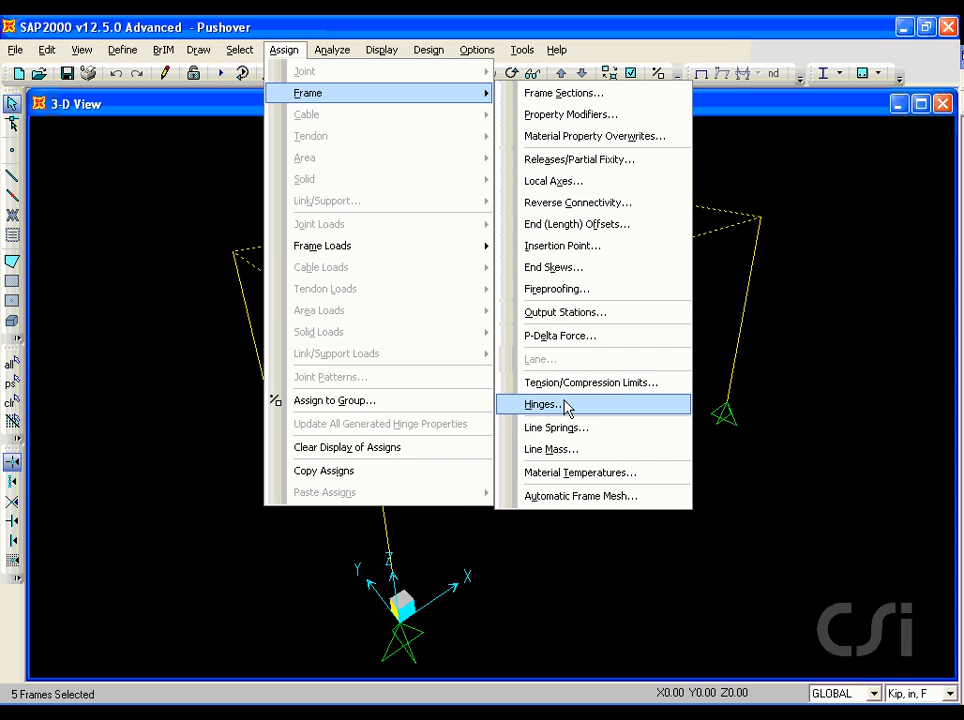 SAP2000 v12.5.0 Advanced - Pushover
File Edit View Define BrIM Draw Select Assign Analyze Display Design Options Tools Help
nd
3-D View
Joint
Frame
Cable
Tendon
Area
Solid
Link/Support...
Joint Loads
Frame Loads
Cable Loads
Tendon Loads
Area Loads
Solid Loads
Link/Support Loads
Joint Patterns...
Assign to Group...
Update All Generated Hinge Properties
Clear Display of Assigns
Copy Assigns
Paste Assigns
Frame Sections...
Property Modifiers...
Material Property Overwrites...
Releases/Partial Fixity...
Local Axes...
Reverse Connectivity...
End (Length) Offsets...
Insertion Point...
End Skews...
Fireproofing...
Output Stations...
P-Delta Force...
Lane...
Tension/Compression Limits...
Hinges...
Line Springs...
Line Mass...
Material Temperatures...
Automatic Frame Mesh...
all
ps
clr
Z
Y
X
CSi
5 Frames Selected
X0.00 Y0.00 Z0.00
GLOBAL
Kip, in, F